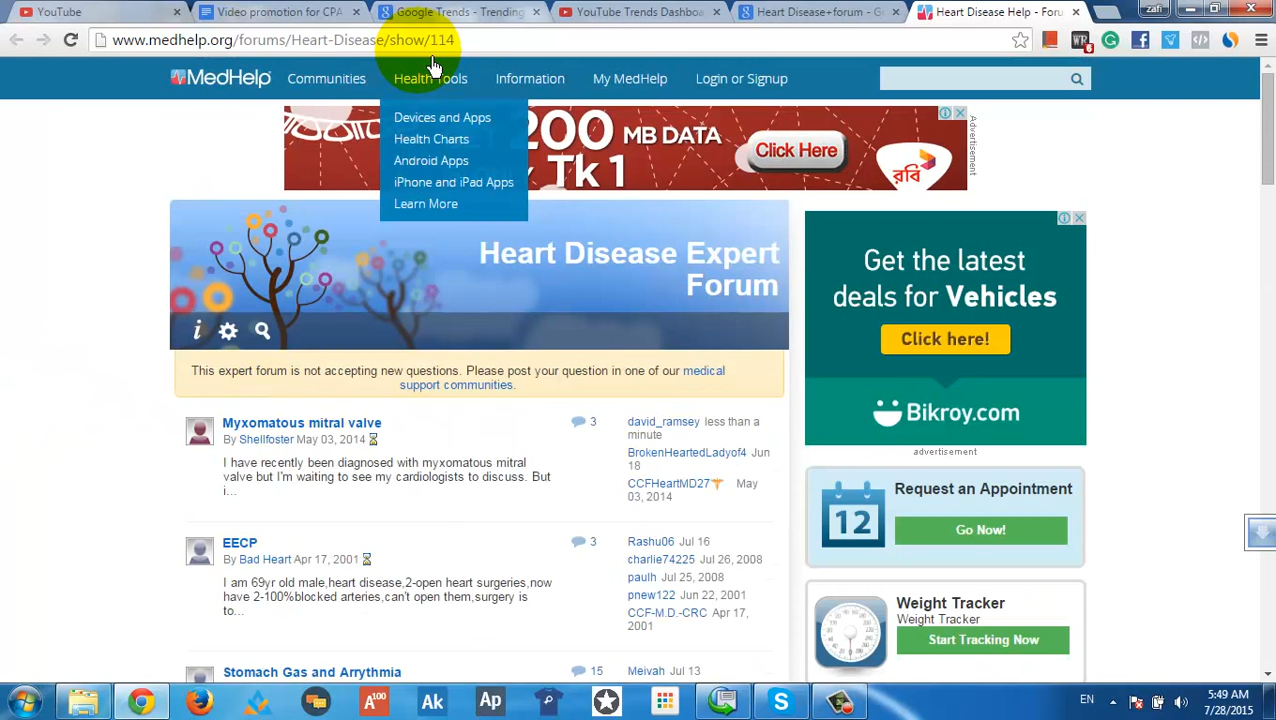 YouTube
Video promotion for CPA
Google Trends - Trending
YouTube Trends Dashboa
Heart Disease+forum - G
Heart Disease Help - Foru
zafi
www.medhelp.org/forums/Heart-Disease/show/114
MedHelp
Communities
Health Tools
Information
My MedHelp
Login or Signup
Devices and Apps
Health Charts
Android Apps
iPhone and iPad Apps
Learn More
200
MB DATA
Tk 1
Click Here
রবি
Advertisement
Heart Disease Expert
Forum
This expert forum is not accepting new questions. Please post your question in one of our medical
support communities.
Myxomatous mitral valve
By Shellfoster May 03, 2014
I have recently been diagnosed with myxomatous mitral
valve but I'm waiting to see my cardiologists to discuss. But
i...
3
david_ramsey less than a
minute
BrokenHeartedLadyof4 Jun
18
CCFHeartMD27 May
03, 2014
EECP
By Bad Heart Apr 17, 2001
I am 69yr old male,heart disease,2-open heart surgeries,now
have 2-100%blocked arteries,can't open them,surgery is
to...
3
Rashu06 Jul 16
charlie74225 Jul 26, 2008
paulh Jul 25, 2008
pnew122 Jun 22, 2001
CCF-M.D.-CRC Apr 17,
2001
Stomach Gas and Arrythmia
15
Meivah Jul 13
Get the latest
deals for Vehicles
Click here!
Bikroy.com
advertisement
12
Request an Appointment
Go Now!
Weight Tracker
Weight Tracker
Start Tracking Now
A100
Ak
Ap
EN
5:49 AM
7/28/2015